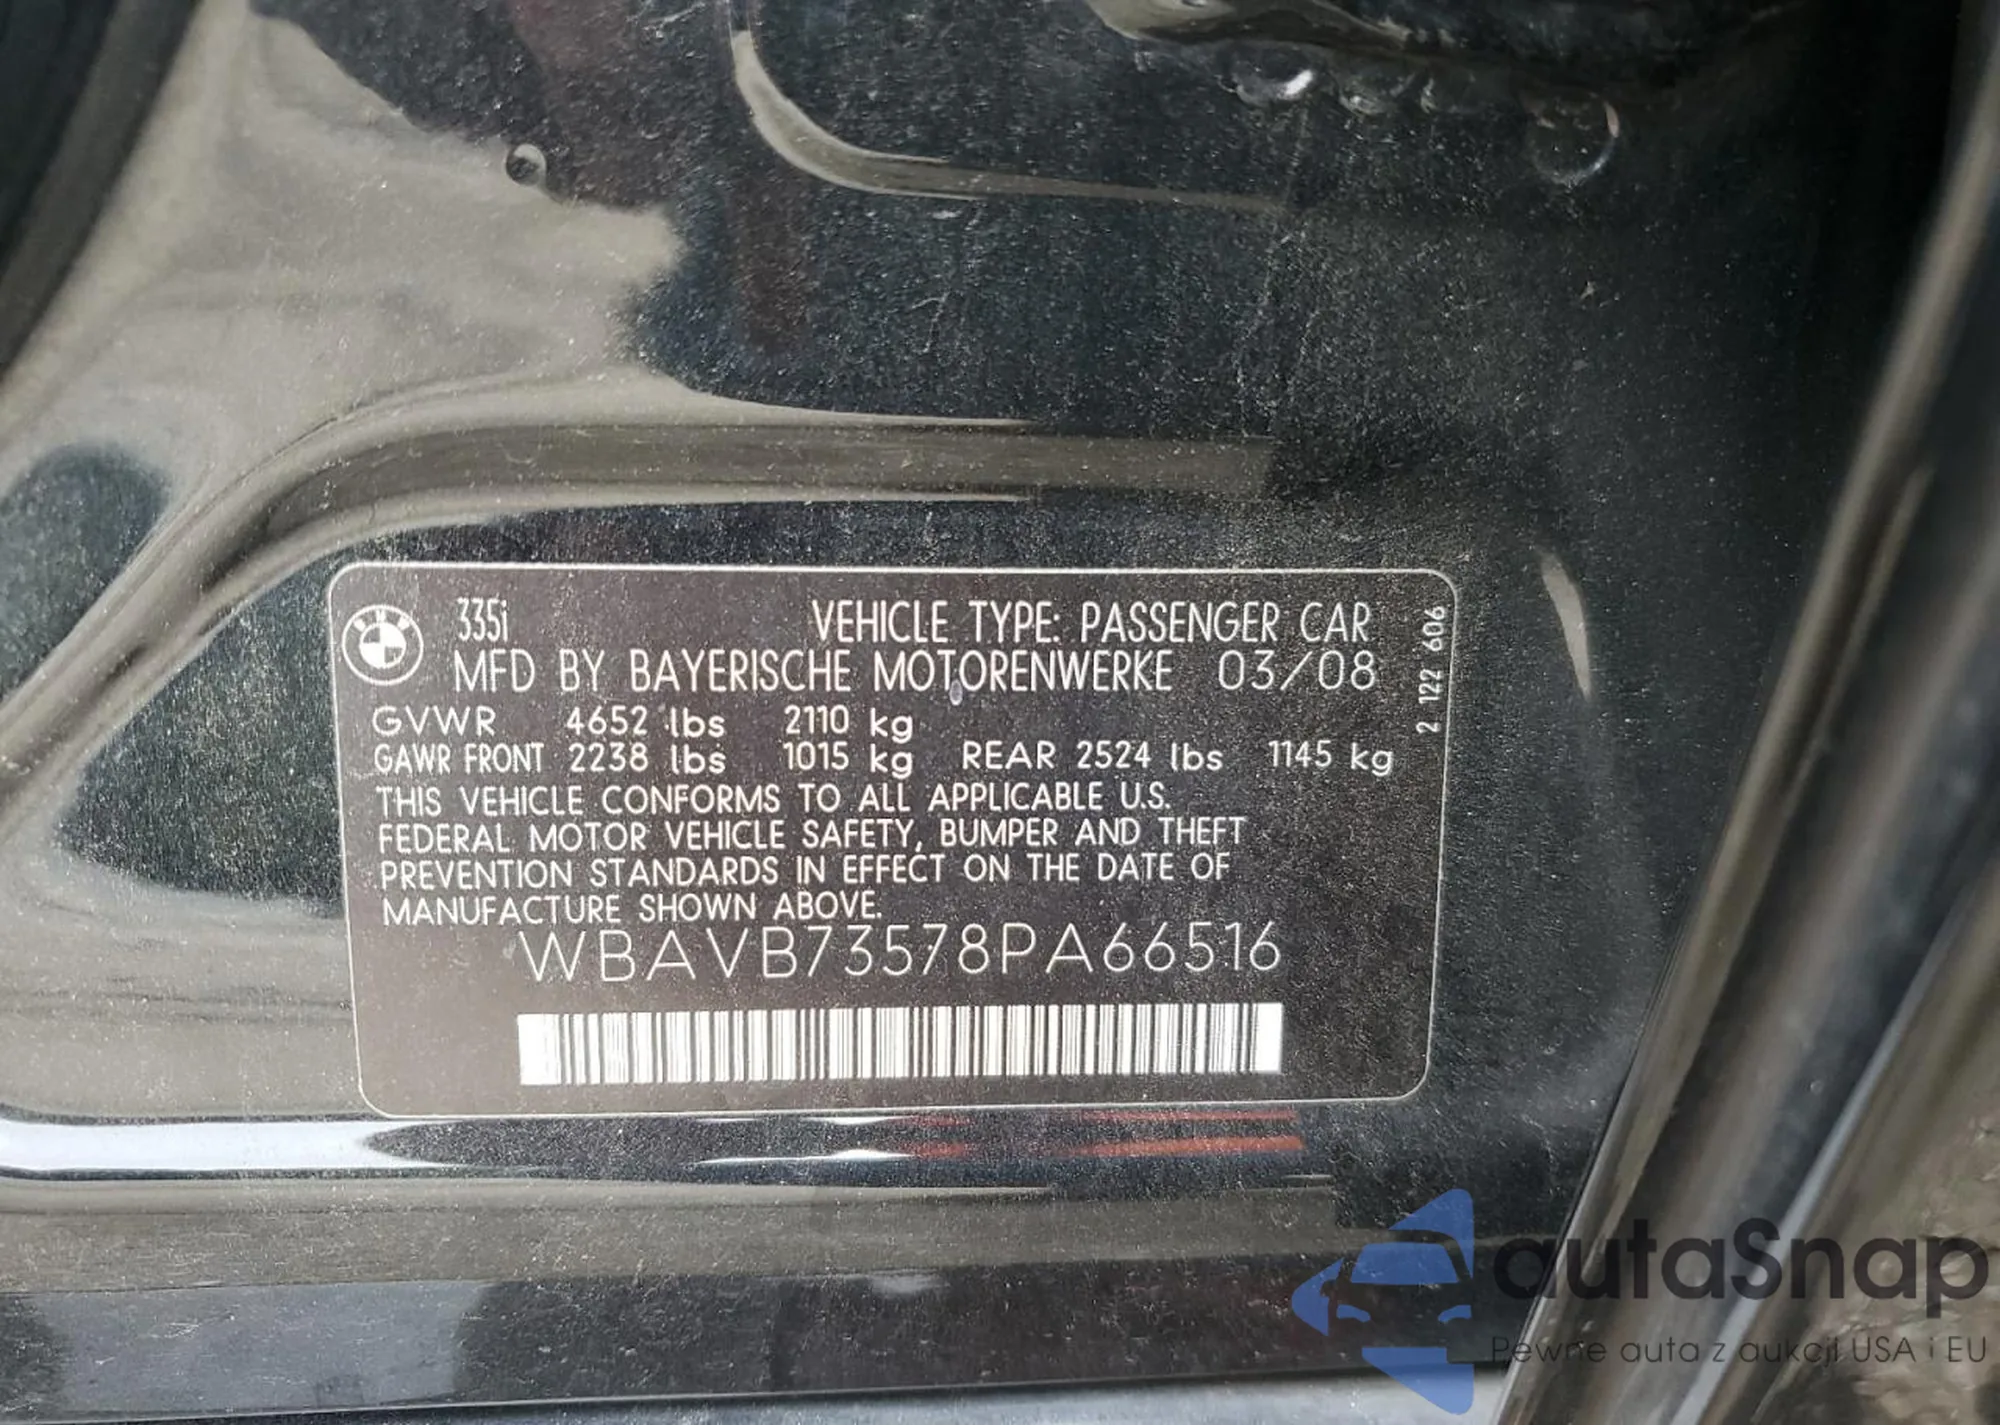 335i VEHICLE TYPE: PASSENGER CAR
MFD BY BAYERISCHE MOTORENWERKE 03/08
GVWR 4652 lbs 2110 kg
GAWR FRONT 2238 lbs 1015 kg REAR 2524 lbs 1145 kg
THIS VEHICLE CONFORMS TO ALL APPLICABLE U.S.
FEDERAL MOTOR VEHICLE SAFETY, BUMPER AND THEFT
PREVENTION STANDARDS IN EFFECT ON THE DATE OF
MANUFACTURE SHOWN ABOVE.
WBAVB73578PA66516
2 122 606
autaSnap
Pewne auta z aukcji USA i EU